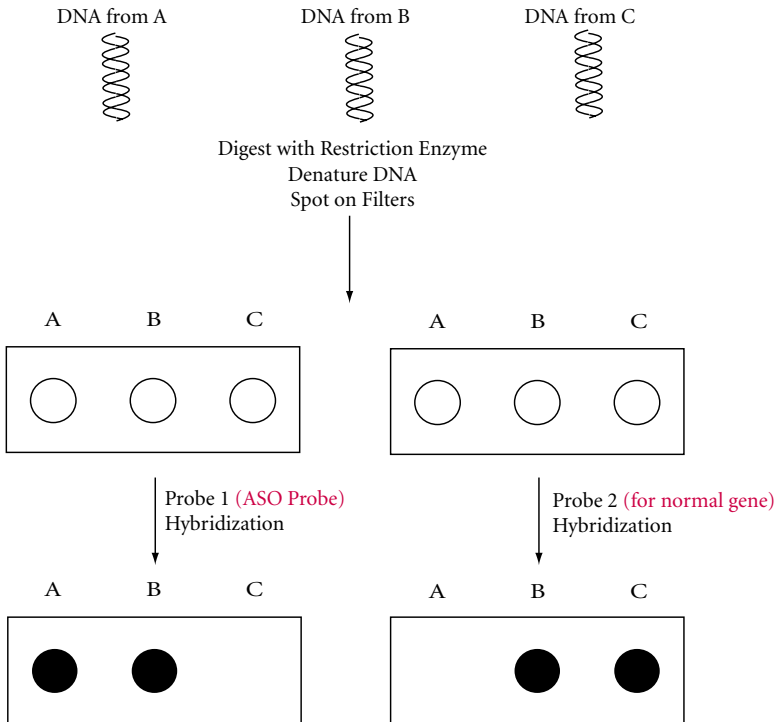 DNA from A
DNA from B
DNA from C
Digest with Restriction Enzyme
Denature DNA
Spot on Filters
A B C
A B C
Probe 1 (ASO Probe)
Hybridization
Probe 2 (for normal gene)
Hybridization
A B C
A B C